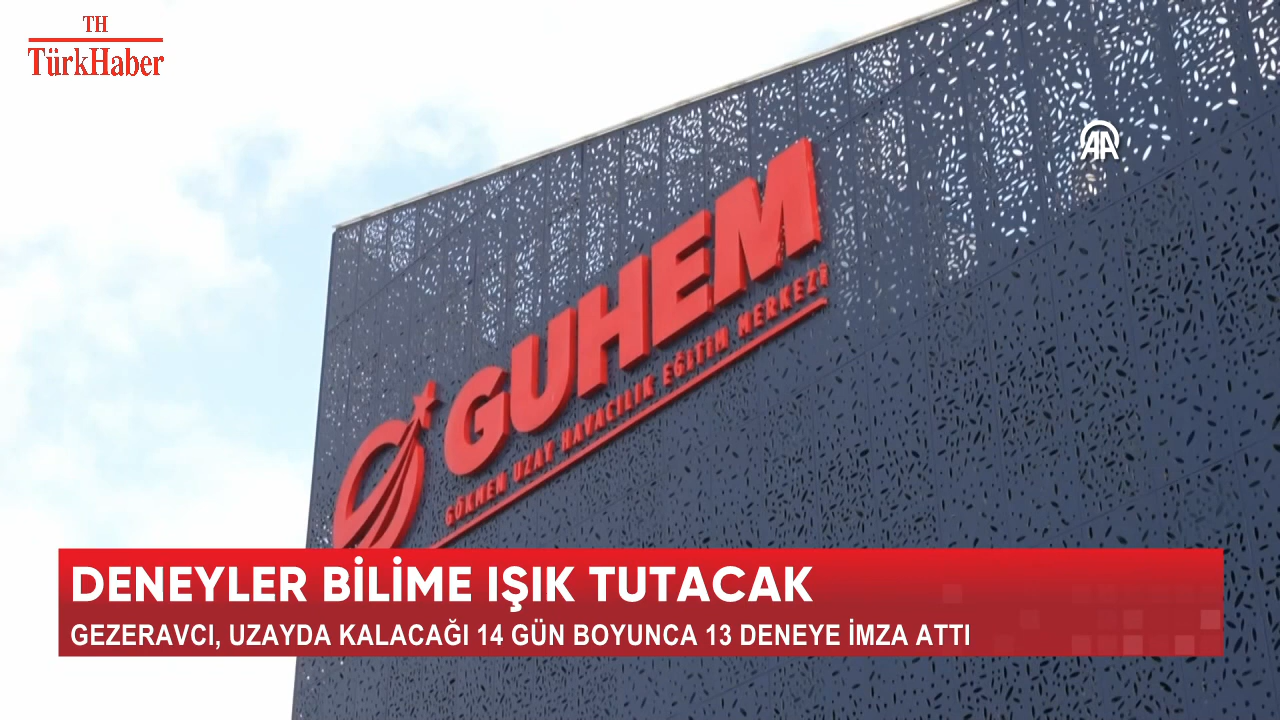 TH
TürkHaber
AA
GUHEM
GÖKMEN UZAY HAVACILIK EĞİTİM MERKEZİ
DENEYLER BİLİME IŞIK TUTACAK
GEZERAVCI, UZAYDA KALACAĞI 14 GÜN BOYUNCA 13 DENEYE İMZA ATTI